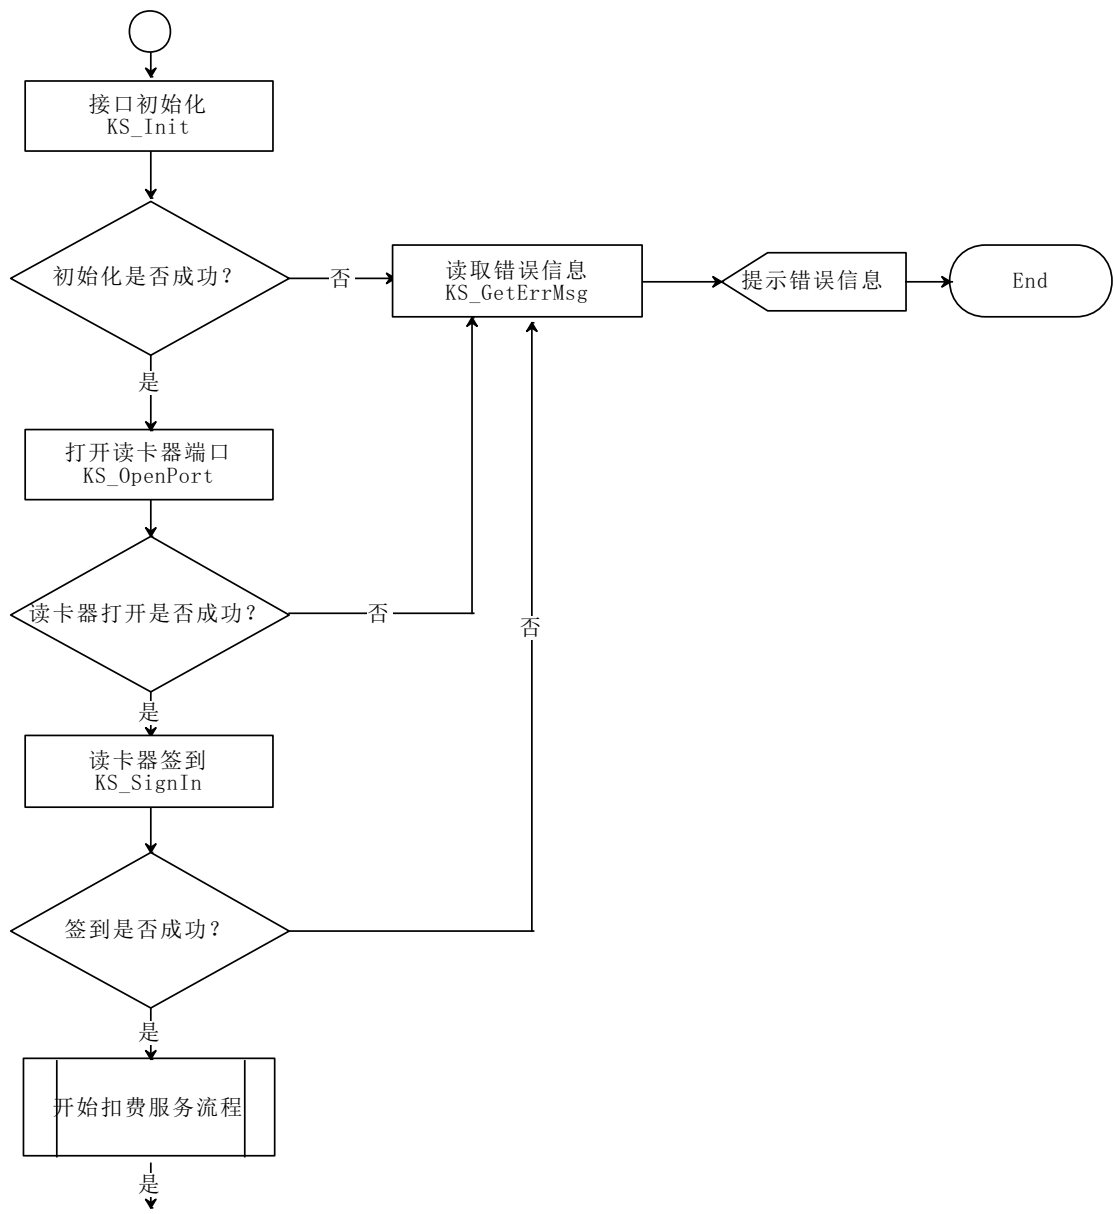 接口初始化
KS_Init
初始化是否成功？
否
读取错误信息
KS_GetErrMsg
提示错误信息
End
是
打开读卡器端口
KS_OpenPort
读卡器打开是否成功？
否
否
是
读卡器签到
KS_SignIn
签到是否成功？
是
开始扣费服务流程
是